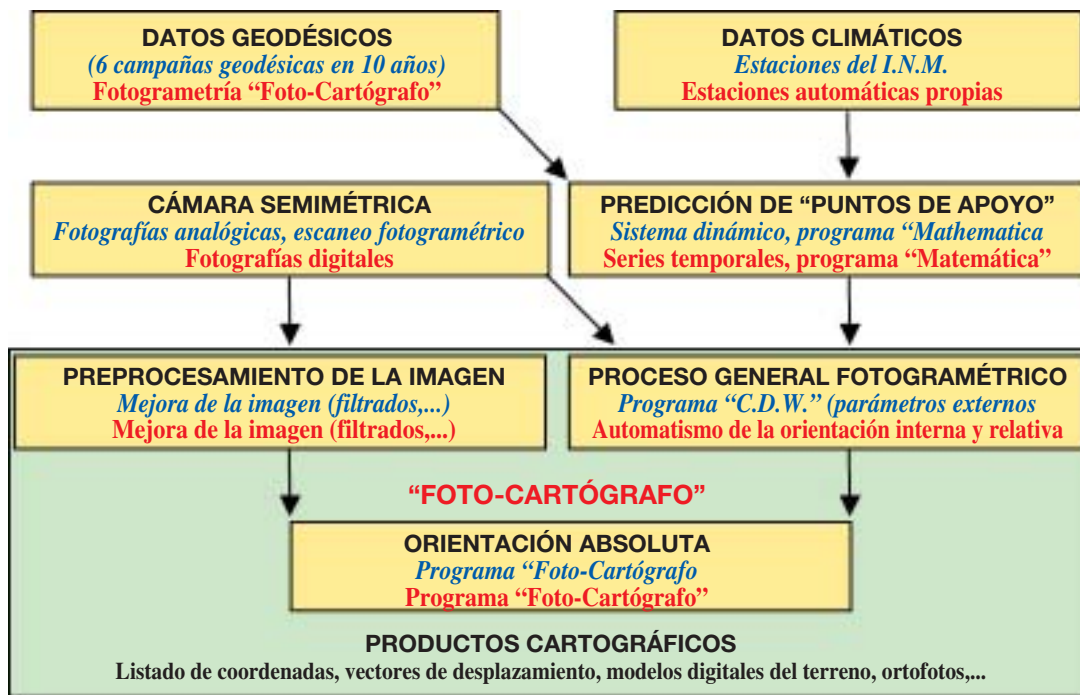 DATOS GEODÉSICOS
(6 campañas geodésicas en 10 años)
Fotogrametría “Foto-Cartógrafo”
DATOS CLIMÁTICOS
Estaciones del I.N.M.
Estaciones automáticas propias
CÁMARA SEMIMÉTRICA
Fotografías analógicas, escaneo fotogramétrico
Fotografías digitales
PREDICCIÓN DE “PUNTOS DE APOYO”
Sistema dinámico, programa “Mathematica
Series temporales, programa “Matemática”
PREPROCESAMIENTO DE LA IMAGEN
Mejora de la imagen (filtrados,...)
Mejora de la imagen (filtrados,...)
PROCESO GENERAL FOTOGRAMÉTRICO
Programa “C.D.W.” (parámetros externos
Automatismo de la orientación interna y relativa
“FOTO-CARTÓGRAFO”
ORIENTACIÓN ABSOLUTA
Programa “Foto-Cartógrafo
Programa “Foto-Cartógrafo”
PRODUCTOS CARTOGRÁFICOS
Listado de coordenadas, vectores de desplazamiento, modelos digitales del terreno, ortofotos,...